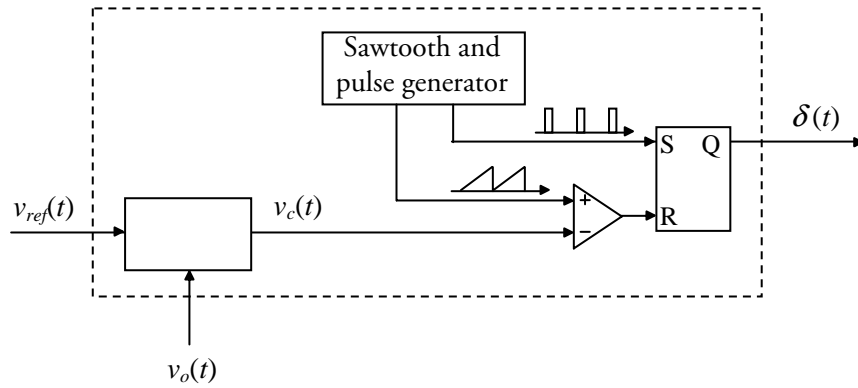 Sawtooth and
pulse generator
δ(t)
S Q
v_ref(t)
v_c(t)
+
R
−
v_o(t)